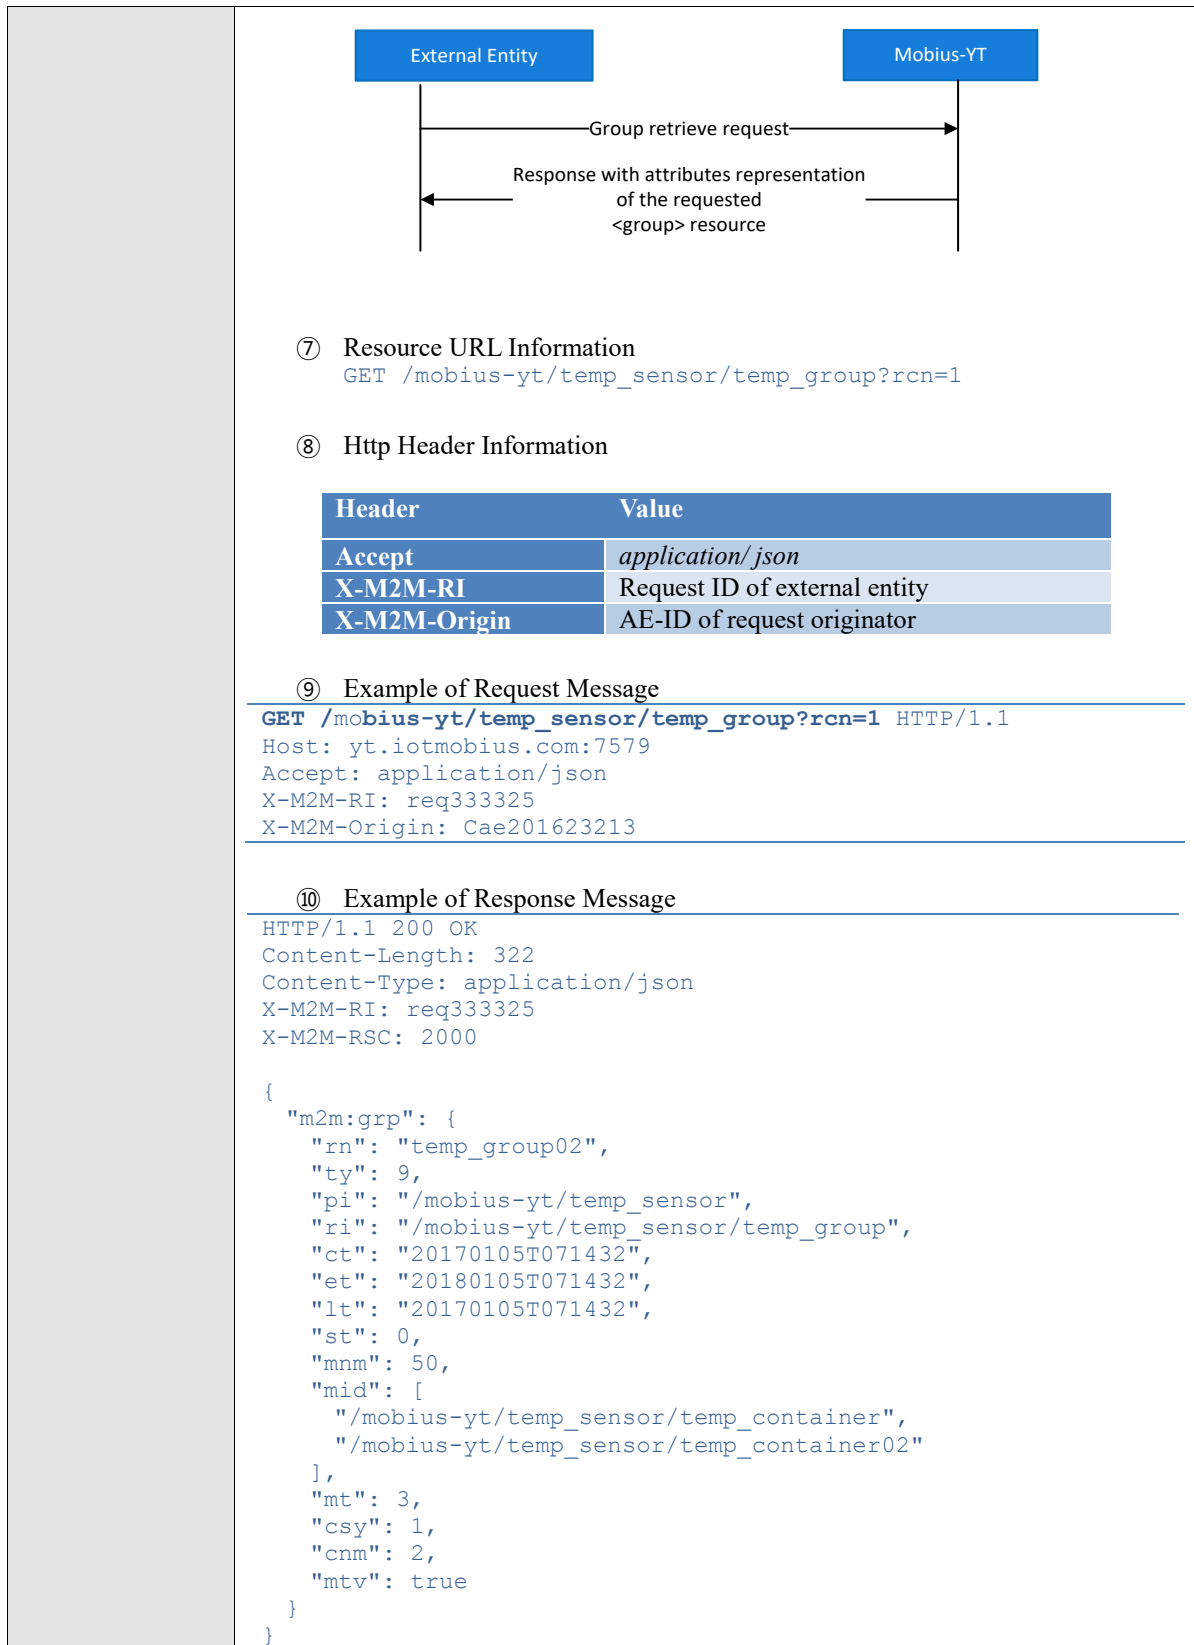 External Entity
Mobius-YT
Group retrieve request
Response with attributes representation
of the requested
<group> resource
⑦ Resource URL Information
GET /mobius-yt/temp_sensor/temp_group?rcn=1
⑧ Http Header Information
Header Value
Accept application/ json
X-M2M-RI Request ID of external entity
X-M2M-Origin AE-ID of request originator
⑨ Example of Request Message
GET /mobius-yt/temp_sensor/temp_group?rcn=1 HTTP/1.1
Host: yt.iotmobius.com:7579
Accept: application/json
X-M2M-RI: req333325
X-M2M-Origin: Cae201623213
⑩ Example of Response Message
HTTP/1.1 200 OK
Content-Length: 322
Content-Type: application/json
X-M2M-RI: req333325
X-M2M-RSC: 2000
{
"m2m:grp": {
"rn": "temp_group02",
"ty": 9,
"pi": "/mobius-yt/temp_sensor",
"ri": "/mobius-yt/temp_sensor/temp_group",
"ct": "20170105T071432",
"et": "20180105T071432",
"lt": "20170105T071432",
"st": 0,
"mnm": 50,
"mid": [
"/mobius-yt/temp_sensor/temp_container",
"/mobius-yt/temp_sensor/temp_container02"
],
"mt": 3,
"csy": 1,
"cnm": 2,
"mtv": true
}
}